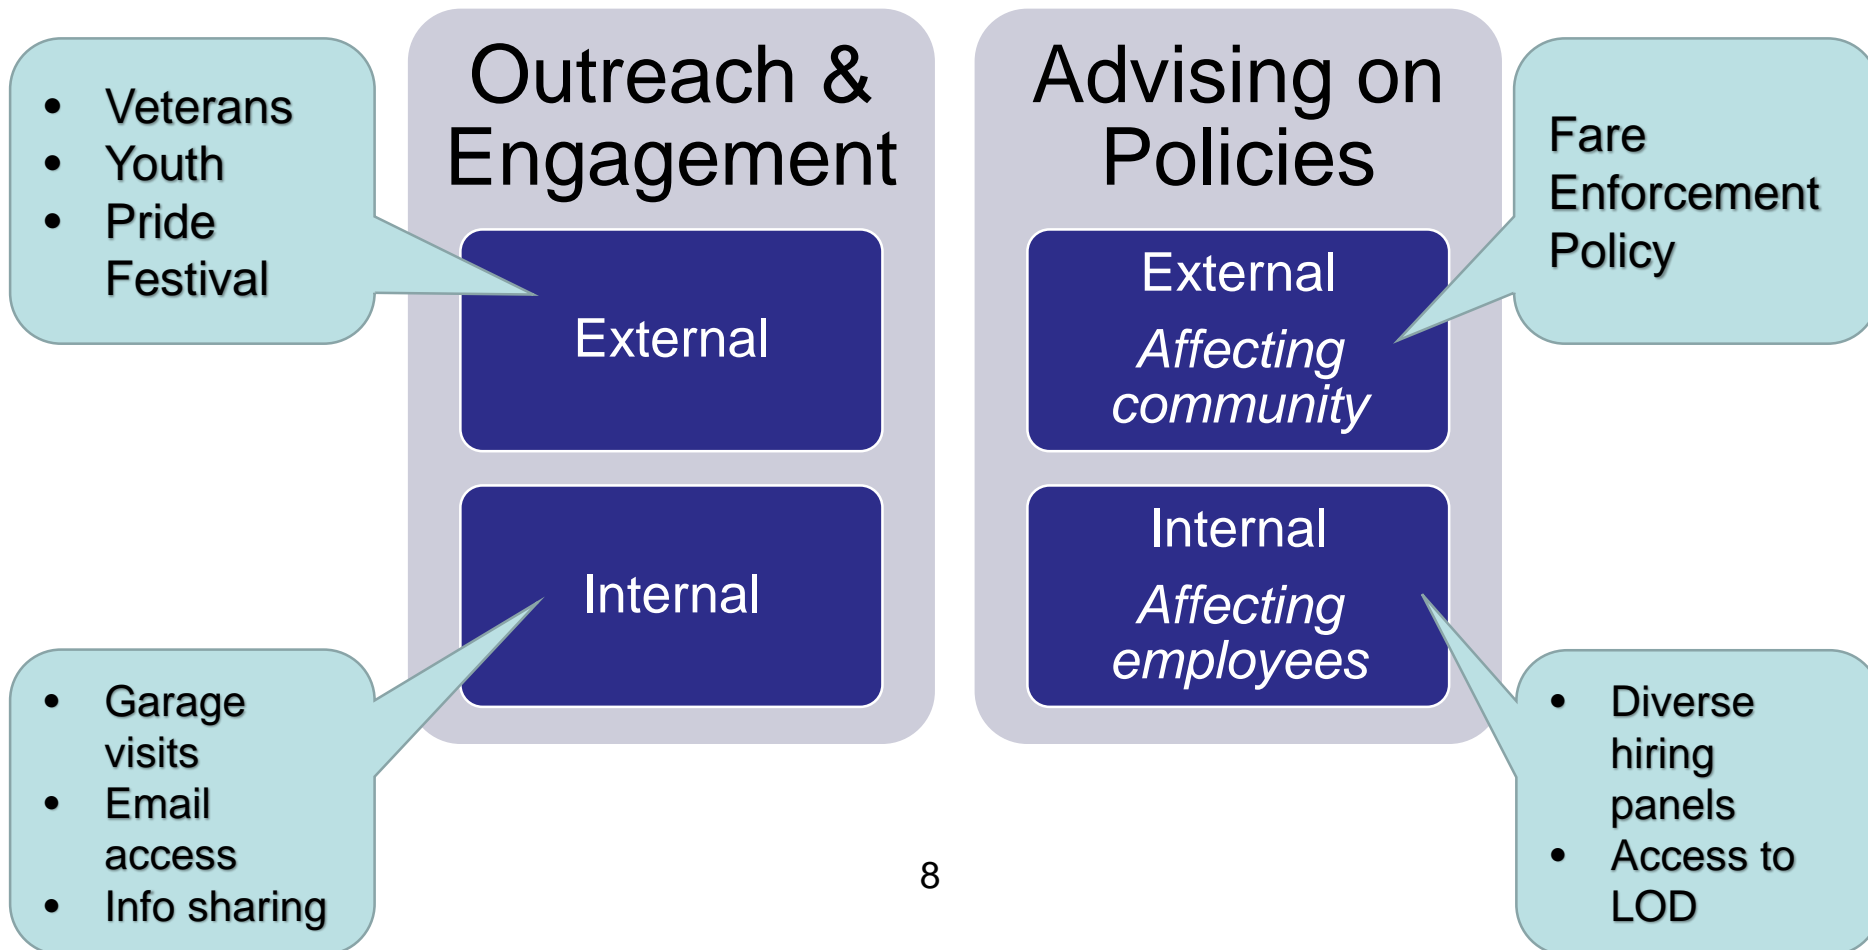 • Veterans
• Youth
• Pride
Festival
Outreach &
Engagement
External
Internal
• Garage
visits
• Email
access
• Info sharing
Advising on
Policies
External
Affecting
community
Internal
Affecting
employees
Fare
Enforcement
Policy
• Diverse
hiring
panels
• Access to
LOD
8